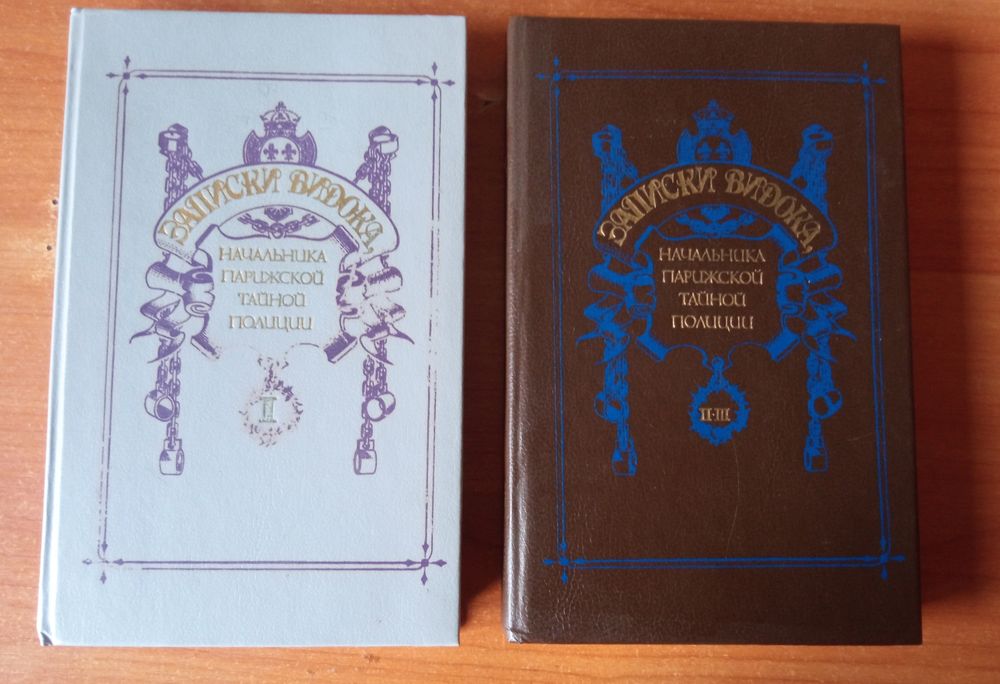 ЗАПИСКИ ВИДОКА,
НАЧАЛЬНИКА
ПАРИЖСКОЙ
ТАЙНОЙ
ПОЛИЦИИ
I
ЗАПИСКИ ВИДОКА,
НАЧАЛЬНИКА
ПАРИЖСКОЙ
ТАЙНОЙ
ПОЛИЦИИ
II-III